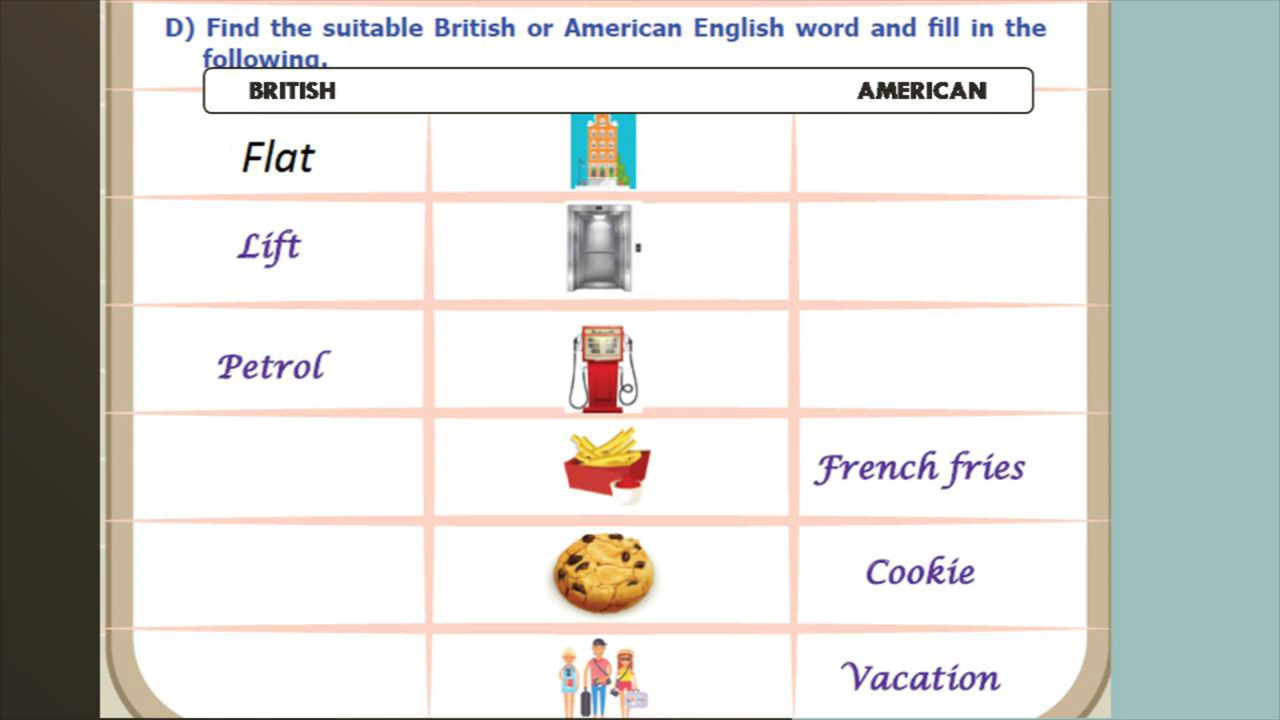 D) Find the suitable British or American English word and fill in the
following.
BRITISH AMERICAN
Flat
Lift
Petrol
French fries
Cookie
Vacation